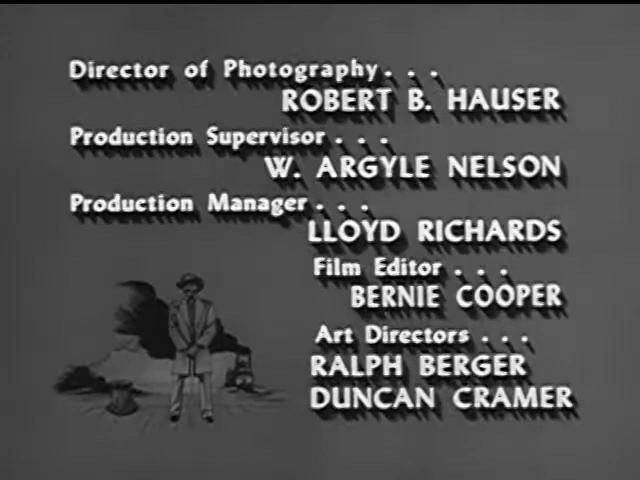 Director of Photography. . .
ROBERT B. HAUSER
Production Supervisor. . .
W. ARGYLE NELSON
Production Manager. . .
LLOYD RICHARDS
Film Editor . . .
BERNIE COOPER
Art Directors . . .
RALPH BERGER
DUNCAN CRAMER